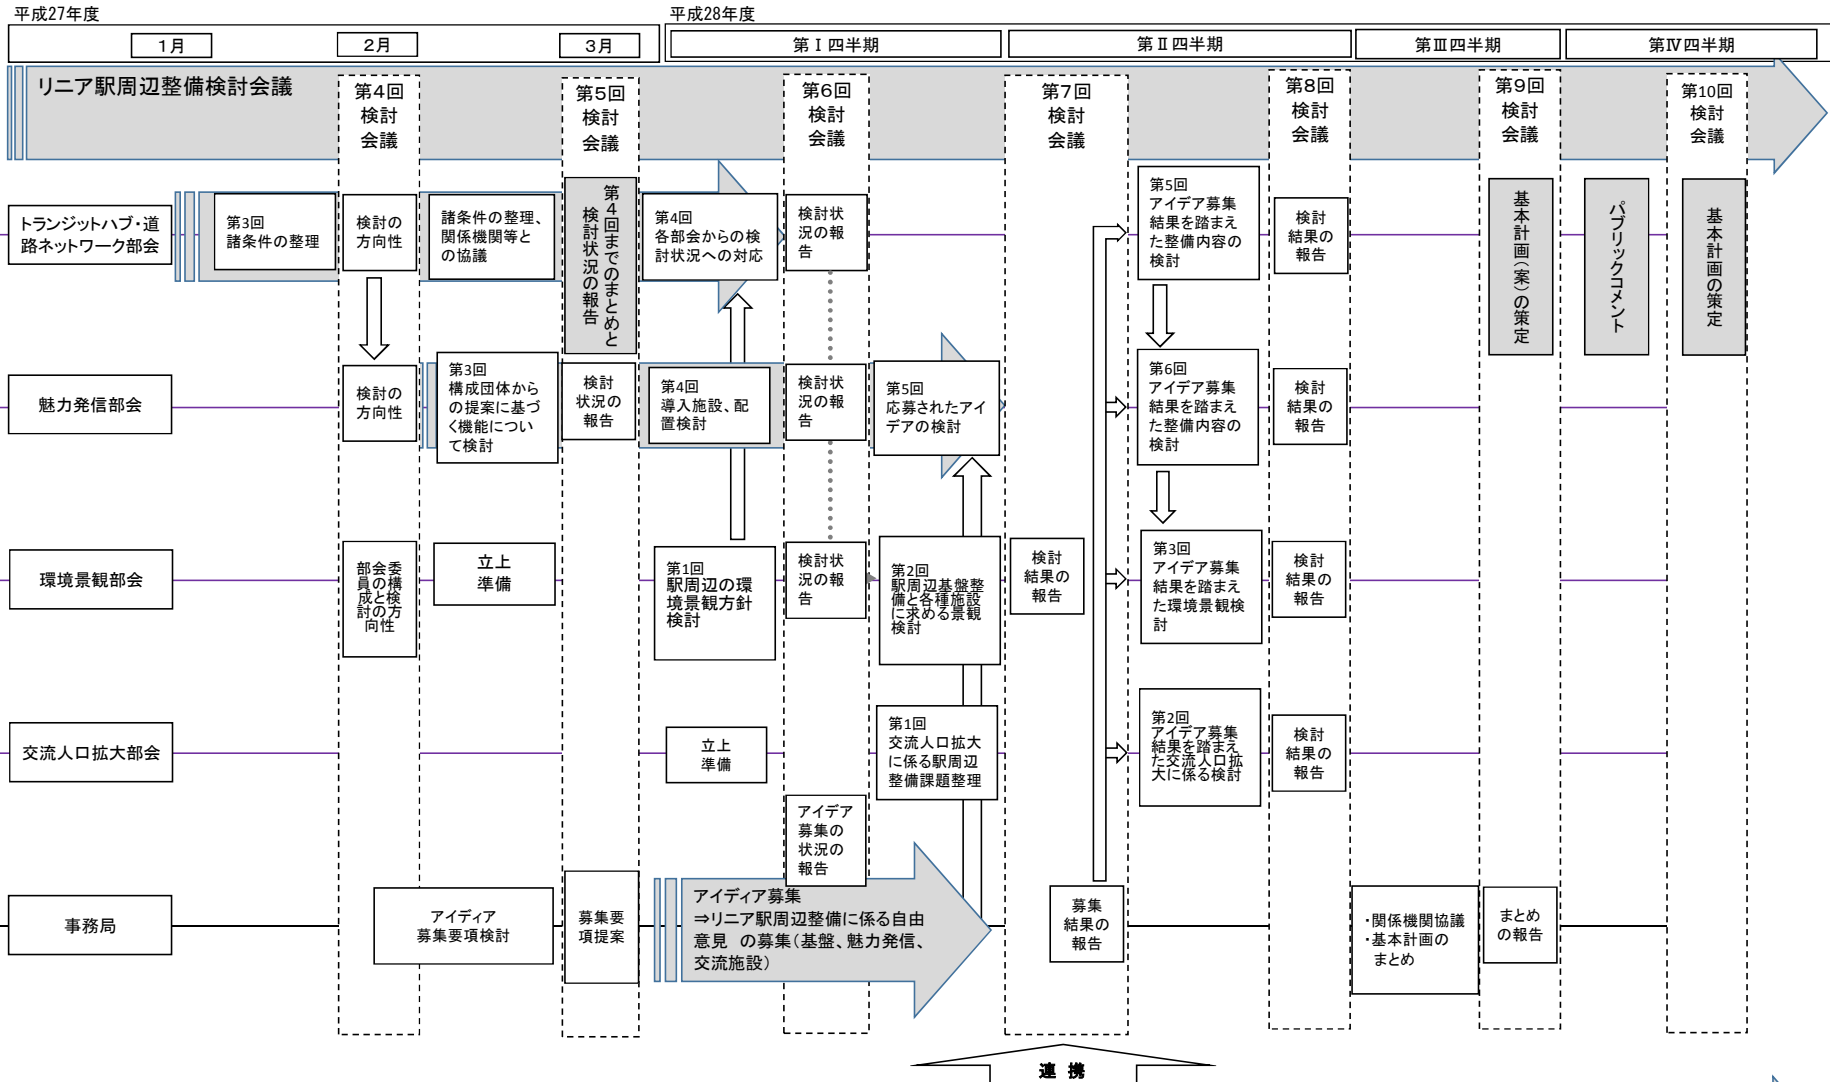 平成27年度
平成28年度
1月
2月
3月
第Ⅰ四半期
第Ⅱ四半期
第Ⅲ四半期
第Ⅳ四半期
リニア駅周辺整備検討会議
第4回
検討
会議
第5回
検討
会議
第6回
検討
会議
第7回
検討
会議
第8回
検討
会議
第9回
検討
会議
第10回
検討
会議
トランジットハブ・道
路ネットワーク部会
第3回
諸条件の整理
検討の
方向性
諸条件の整理、
関係機関等と
の協議
第4回までのまとめと
検討状況の報告
第4回
各部会からの検
討状況への対応
検討状
況の報
告
第5回
アイデア募集
結果を踏まえ
た整備内容の
検討
検討
結果の
報告
基本計画(案)の策定
パブリックコメント
基本計画の策定
魅力発信部会
検討の
方向性
第3回
構成団体から
の提案に基づ
く機能につい
て検討
検討
状況の
報告
第4回
導入施設、配
置検討
検討状
況の報
告
第5回
応募されたアイ
デアの検討
第6回
アイデア募集
結果を踏まえ
た整備内容の
検討
検討
結果の
報告
環境景観部会
部会委
員の構
成と検
討の方
向性
立上
準備
第1回
駅周辺の環
境景観方針
検討
検討状
況の報
告
第2回
駅周辺基盤整
備と各種施設
に求める景観
検討
検討
結果の
報告
第3回
アイデア募集
結果を踏まえ
た環境景観検
討
検討
結果の
報告
交流人口拡大部会
立上
準備
第1回
交流人口拡大
に係る駅周辺
整備課題整理
第2回
アイデア募集
結果を踏まえ
た交流人口拡
大に係る検討
検討
結果の
報告
アイデア
募集の
状況の
報告
事務局
アイディア
募集要項検討
募集要
項提案
アイディア募集
⇒リニア駅周辺整備に係る自由
意見 の募集(基盤、魅力発信、
交流施設)
募集
結果の
報告
・関係機関協議
・基本計画の
まとめ
まとめ
の報告
連 携